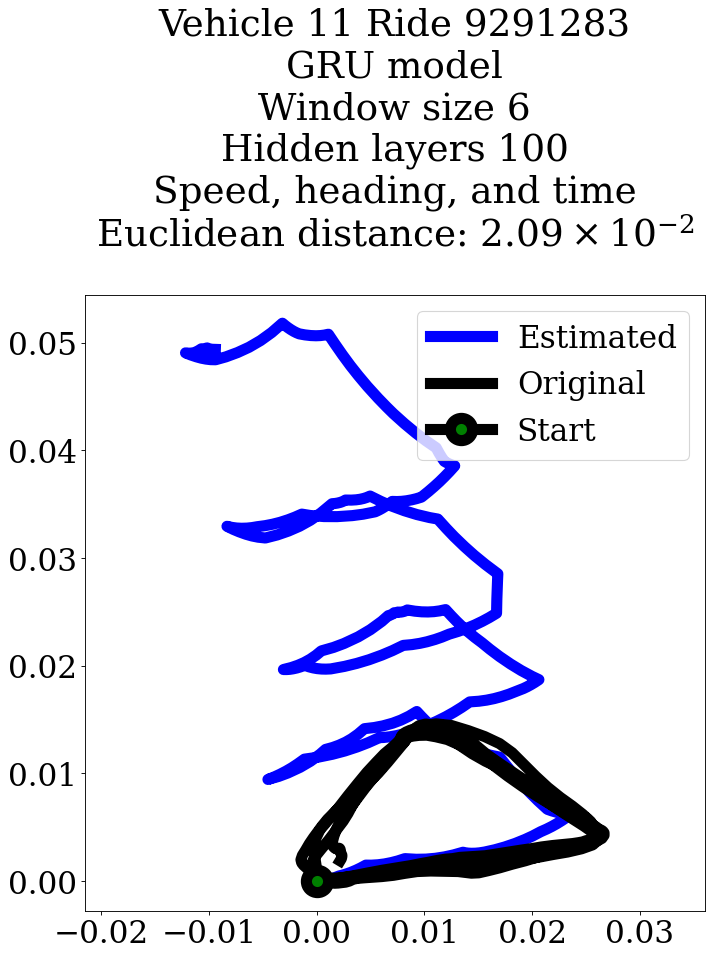 Vehicle 11 Ride 9291283
GRU model
Window size 6
Hidden layers 100
Speed, heading, and time
Euclidean distance: 2.09 × 10⁻²
Estimated
Original
Start
0.05
0.04
0.03
0.02
0.01
0.00
−0.02 −0.01 0.00 0.01 0.02 0.03